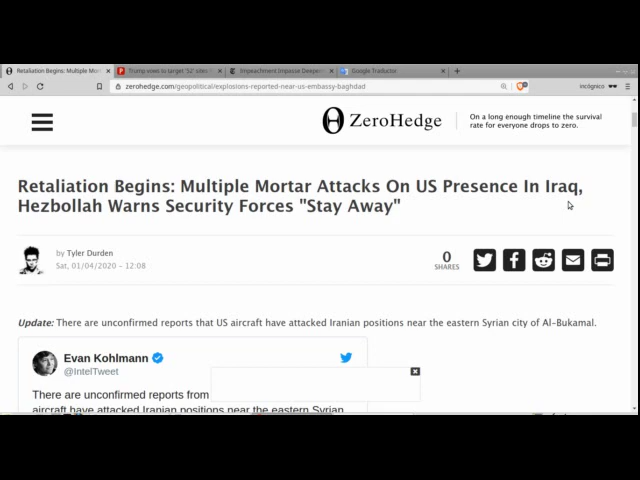 Retaliation Begins: Multiple Mor
Trump vows to target '52' sites
Impeachment Impasse Deepen
Google Traductor
zerohedge.com/geopolitical/explosions-reported-near-us-embassy-baghdad
incógnico
ZeroHedge
On a long enough timeline the survival
rate for everyone drops to zero.
Retaliation Begins: Multiple Mortar Attacks On US Presence In Iraq,
Hezbollah Warns Security Forces "Stay Away"
by Tyler Durden
Sat, 01/04/2020 - 12:08
0
SHARES
Update: There are unconfirmed reports that US aircraft have attacked Iranian positions near the eastern Syrian city of Al-Bukamal.
Evan Kohlmann
@IntelTween
There are unconfirmed reports from
aircraft have attacked Iranian positions near the eastern Syrian